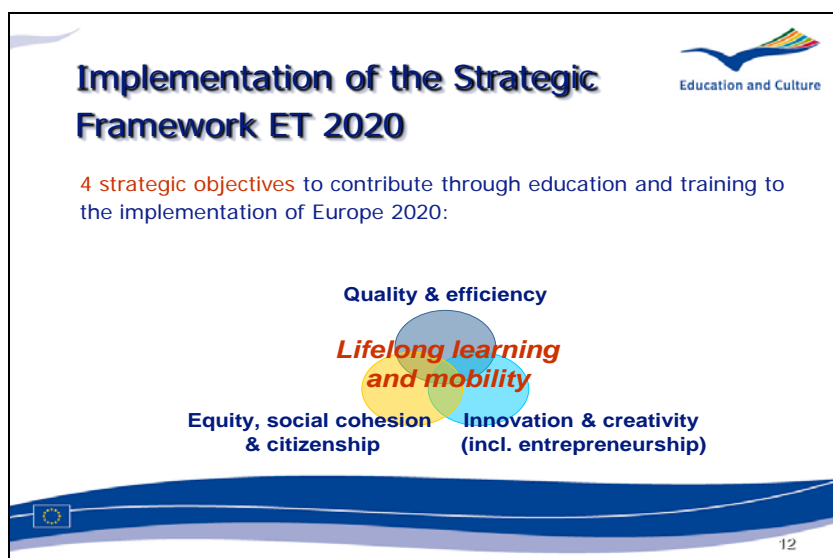 Implementation of the Strategic
Framework ET 2020
Education and Culture
4 strategic objectives to contribute through education and training to
the implementation of Europe 2020:
Quality & efficiency
Lifelong learning
and mobility
Equity, social cohesion
& citizenship
Innovation & creativity
(incl. entrepreneurship)
12